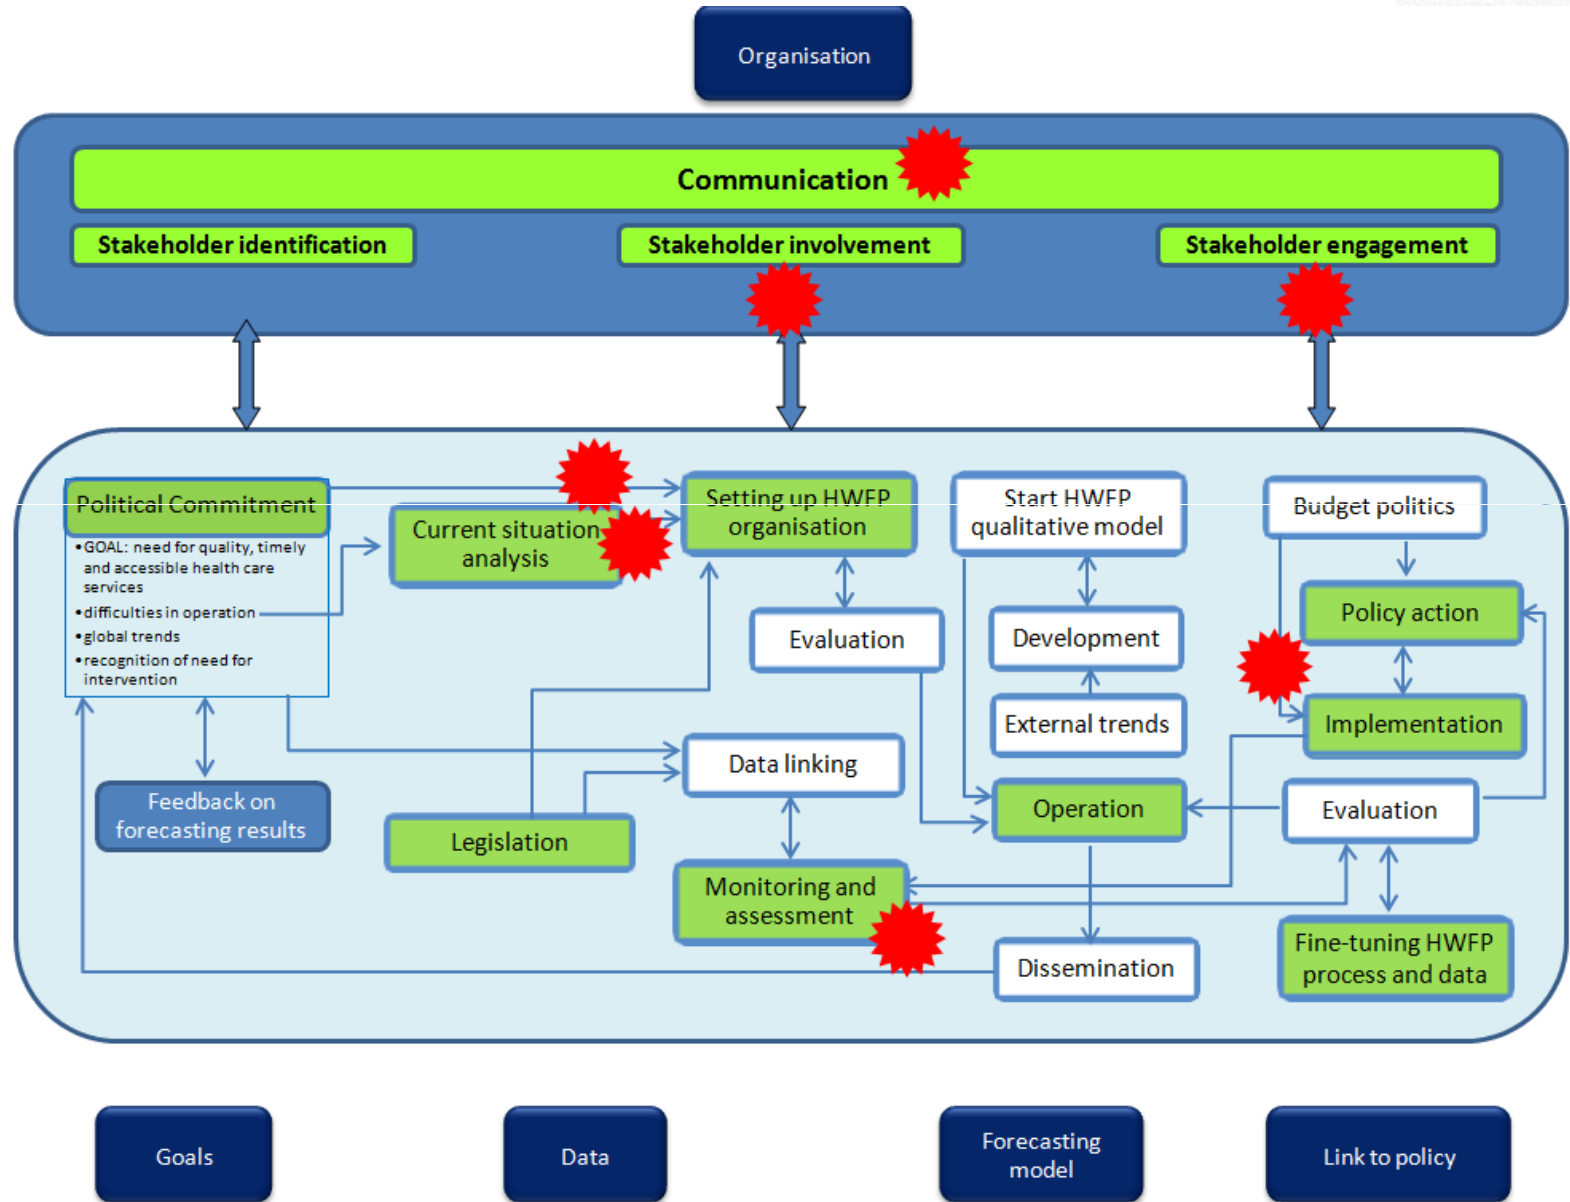 Organisation
Communication
Stakeholder identification
Stakeholder involvement
Stakeholder engagement
Political Commitment
•GOAL: need for quality, timely
and accessible health care
services
•difficulties in operation
•global trends
•recognition of need for
intervention
Feedback on
forecasting results
Current situation
analysis
Legislation
Setting up HWFP
organisation
Evaluation
Data linking
Monitoring and
assessment
Start HWFP
qualitative model
Development
External trends
Operation
Dissemination
Budget politics
Policy action
Implementation
Evaluation
Fine-tuning HWFP
process and data
Goals
Data
Forecasting
model
Link to policy